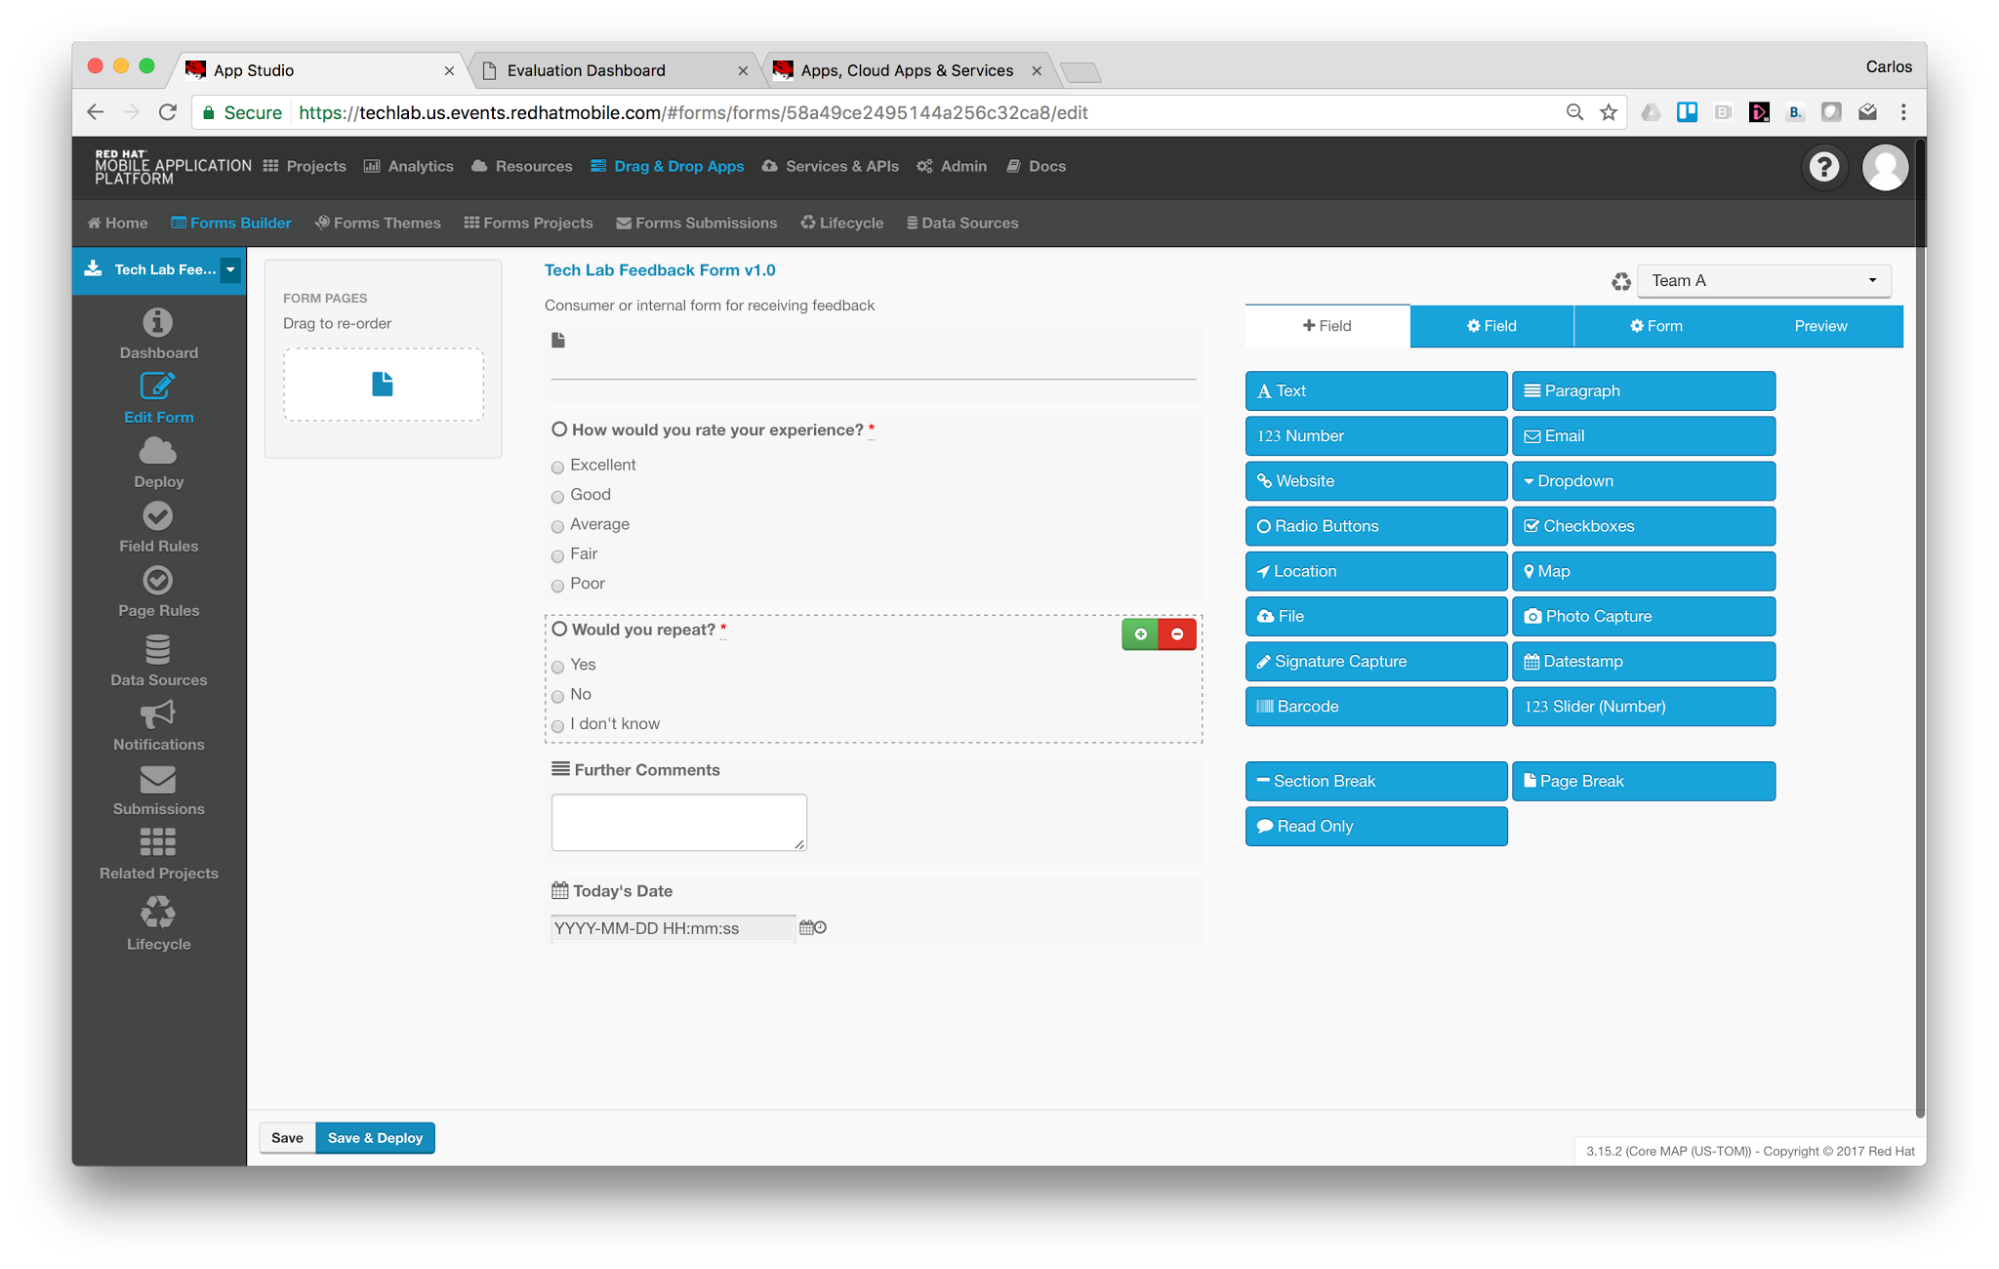 App Studio
Evaluation Dashboard
Apps, Cloud Apps & Services
Carlos
Secure https://techlab.us.events.redhatmobile.com/#forms/forms/58a49ce2495144a256c32ca8/edit
RED HAT
MOBILE APPLICATION
PLATFORM
Projects Analytics Resources Drag & Drop Apps Services & APIs Admin Docs
Home Forms Builder Forms Themes Forms Projects Forms Submissions Lifecycle Data Sources
Tech Lab Fee...
Dashboard
Edit Form
Deploy
Field Rules
Page Rules
Data Sources
Notifications
Submissions
Related Projects
Lifecycle
FORM PAGES
Drag to re-order
Tech Lab Feedback Form v1.0
Consumer or internal form for receiving feedback
How would you rate your experience? *
Excellent
Good
Average
Fair
Poor
Would you repeat? *
Yes
No
I don't know
Further Comments
Today's Date
YYYY-MM-DD HH:mm:ss
Team A
+ Field Field Form Preview
A Text Paragraph
123 Number Email
Website Dropdown
Radio Buttons Checkboxes
Location Map
File Photo Capture
Signature Capture Datestamp
Barcode 123 Slider (Number)
Section Break Page Break
Read Only
Save Save & Deploy
3.15.2 (Core MAP (US-TOM)) - Copyright © 2017 Red Hat